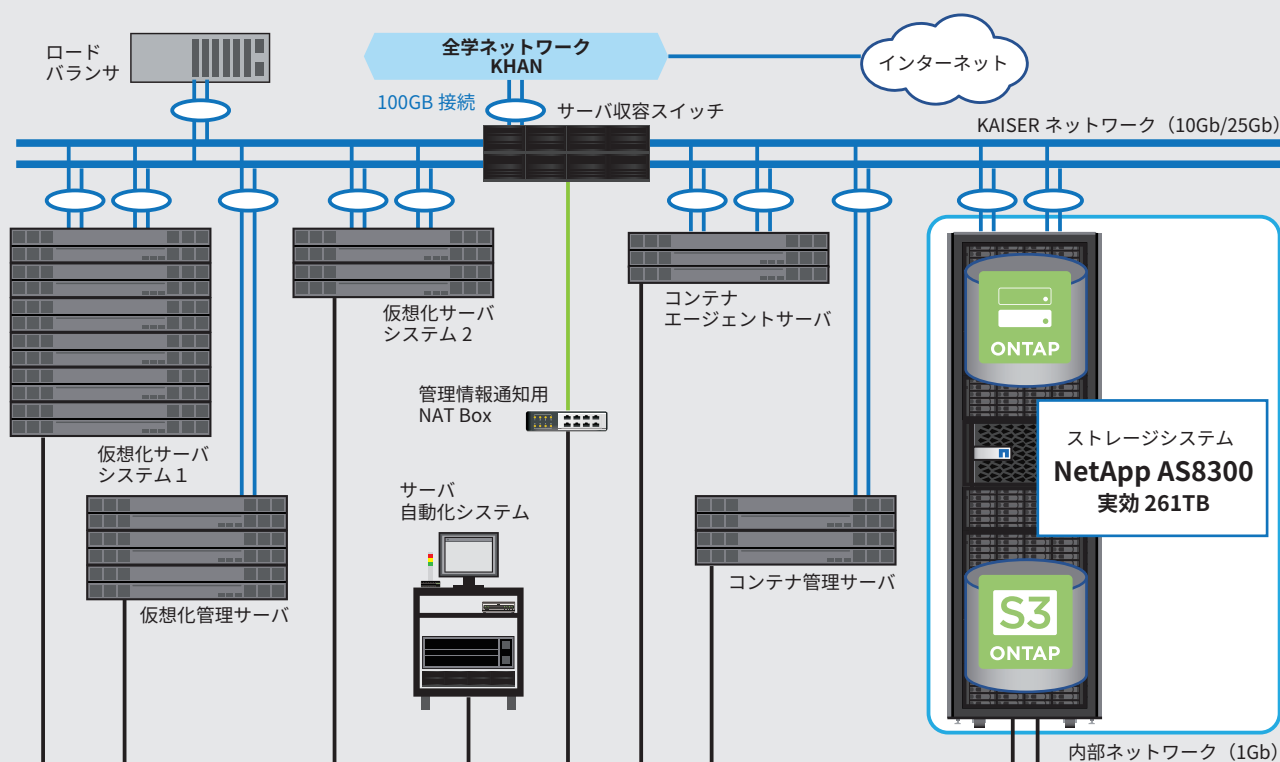 ロード
バランサ
全学ネットワーク
KHAN
インターネット
100GB 接続
サーバ収容スイッチ
KAISER ネットワーク（10Gb/25Gb）
仮想化サーバ
システム 2
コンテナ
エージェントサーバ
ONTAP
管理情報通知用
NAT Box
仮想化サーバ
システム１
ストレージシステム
NetApp AS8300
実効 261TB
サーバ
自動化システム
仮想化管理サーバ
コンテナ管理サーバ
S3
ONTAP
内部ネットワーク（1Gb）